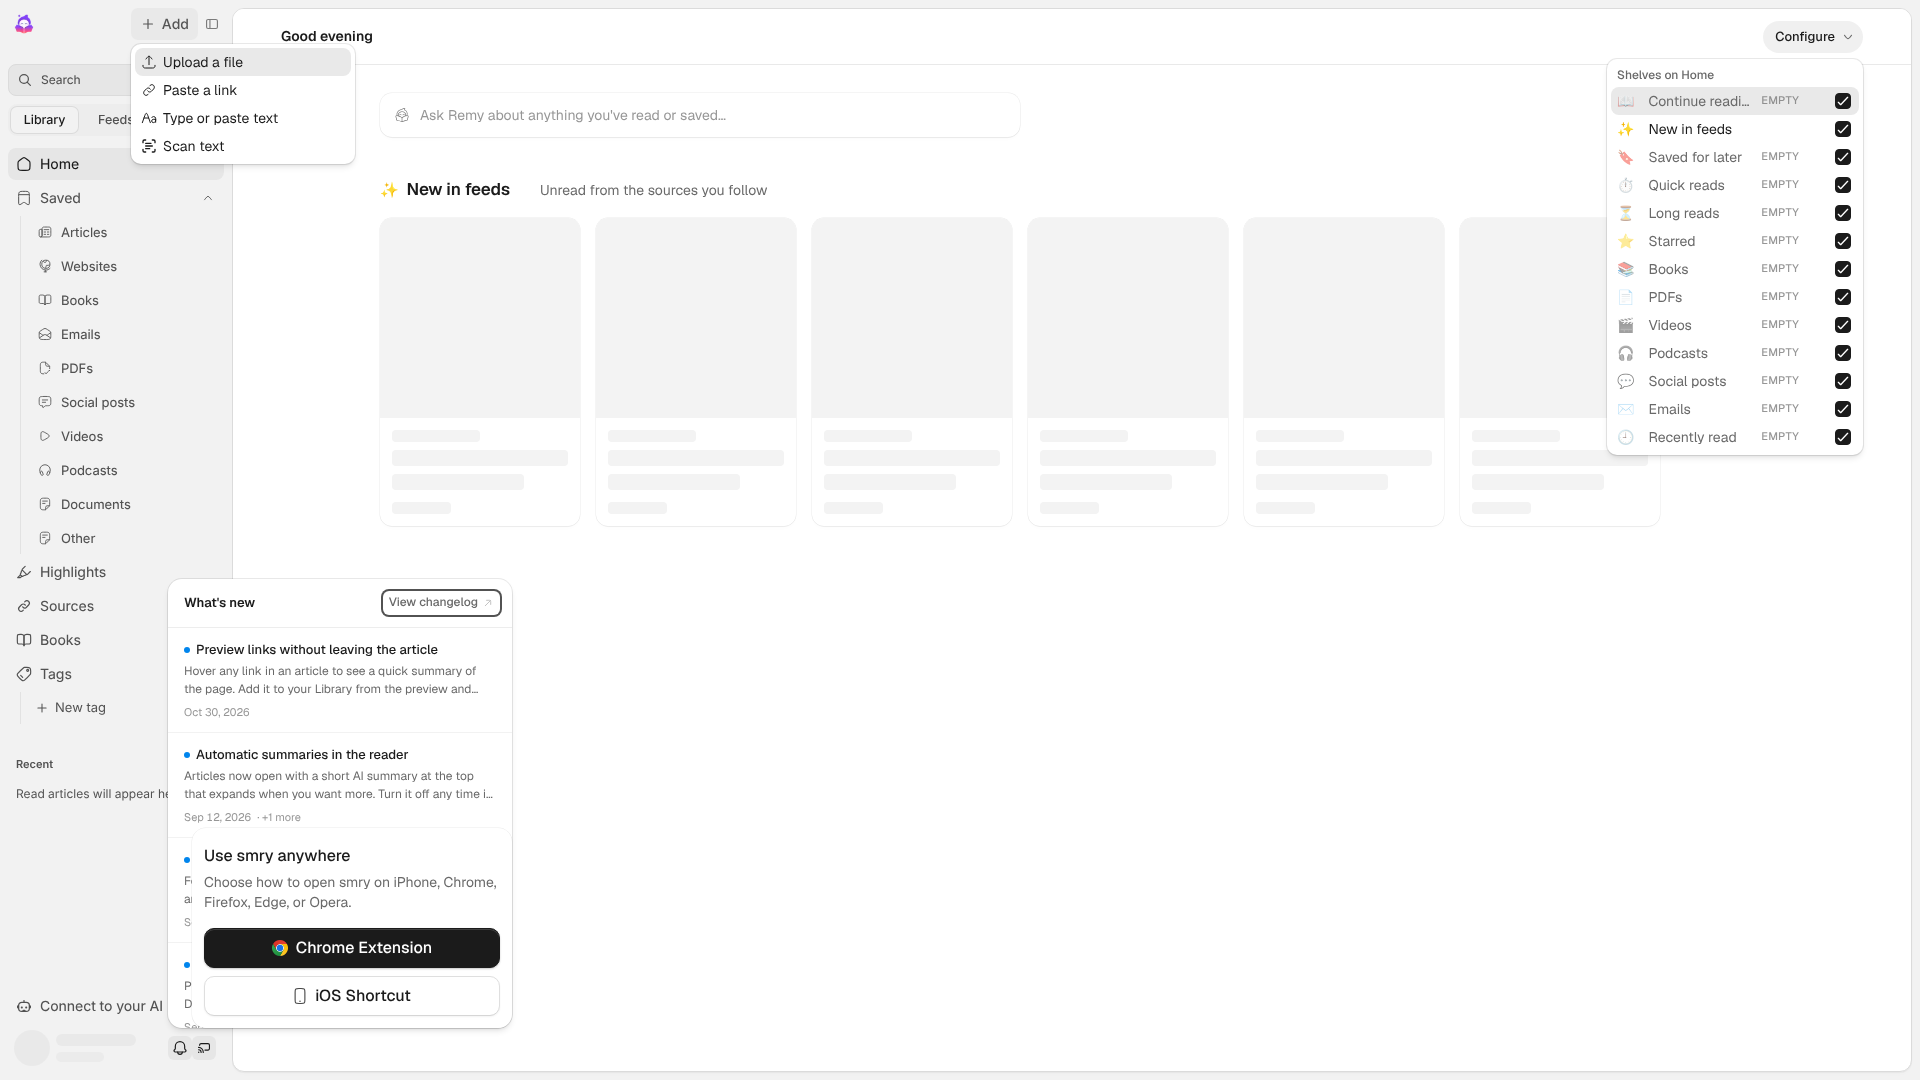 Add
Upload a file
Paste a link
Type or paste text
Scan text
Search
Library
Feeds
Home
Saved
Articles
Websites
Books
Emails
PDFs
Social posts
Videos
Podcasts
Documents
Other
Highlights
Sources
Books
Tags
New tag
Recent
Read articles will appear he
Connect to your AI
Good evening
Configure
Ask Remy about anything you've read or saved...
New in feeds
Unread from the sources you follow
Shelves on Home
Continue readi... EMPTY
New in feeds
Saved for later EMPTY
Quick reads EMPTY
Long reads EMPTY
Starred EMPTY
Books EMPTY
PDFs EMPTY
Videos EMPTY
Podcasts EMPTY
Social posts EMPTY
Emails EMPTY
Recently read EMPTY
What's new
View changelog
Preview links without leaving the article
Hover any link in an article to see a quick summary of
the page. Add it to your Library from the preview and...
Oct 30, 2026
Automatic summaries in the reader
Articles now open with a short AI summary at the top
that expands when you want more. Turn it off any time i...
Sep 12, 2026 · +1 more
Use smry anywhere
Choose how to open smry on iPhone, Chrome,
Firefox, Edge, or Opera.
Chrome Extension
iOS Shortcut